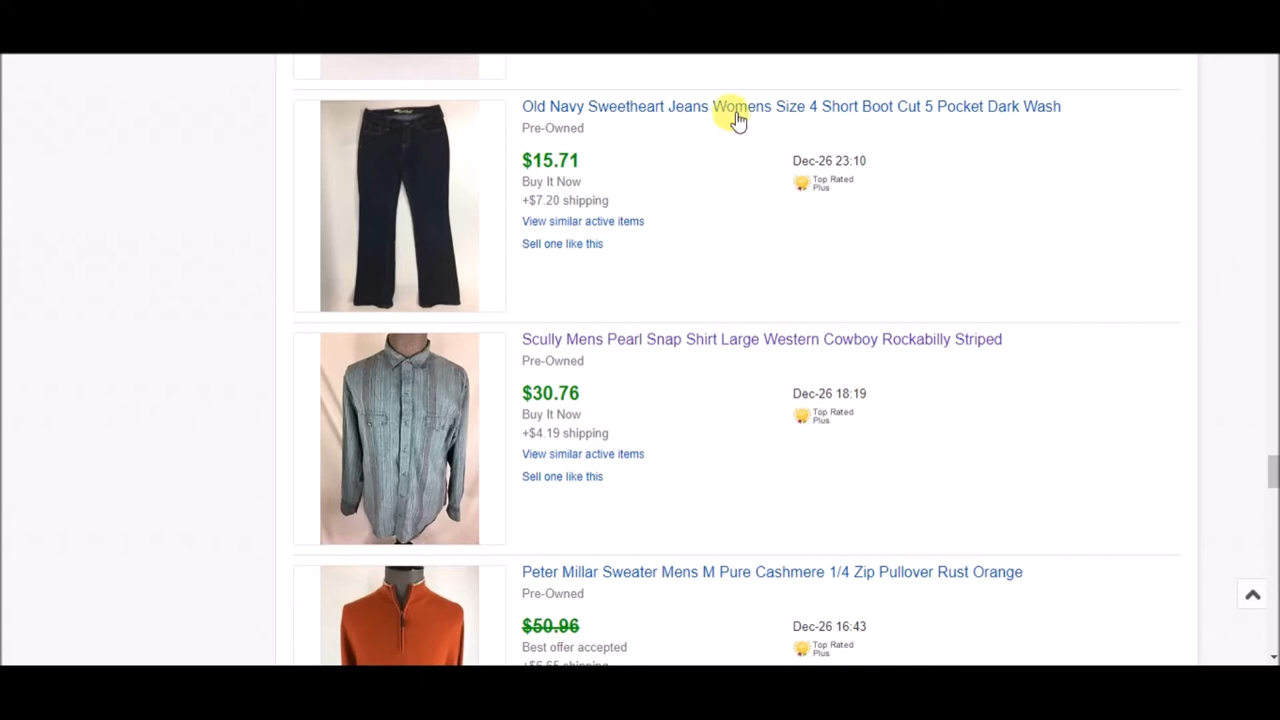 Old Navy Sweetheart Jeans Womens Size 4 Short Boot Cut 5 Pocket Dark Wash
Pre-Owned
$15.71
Dec-26 23:10
Buy It Now
Top Rated
Plus
+$7.20 shipping
View similar active items
Sell one like this
Scully Mens Pearl Snap Shirt Large Western Cowboy Rockabilly Striped
Pre-Owned
$30.76
Dec-26 18:19
Buy It Now
Top Rated
Plus
+$4.19 shipping
View similar active items
Sell one like this
Peter Millar Sweater Mens M Pure Cashmere 1/4 Zip Pullover Rust Orange
Pre-Owned
$50.96
Dec-26 16:43
Best offer accepted
Top Rated
Plus
shipping